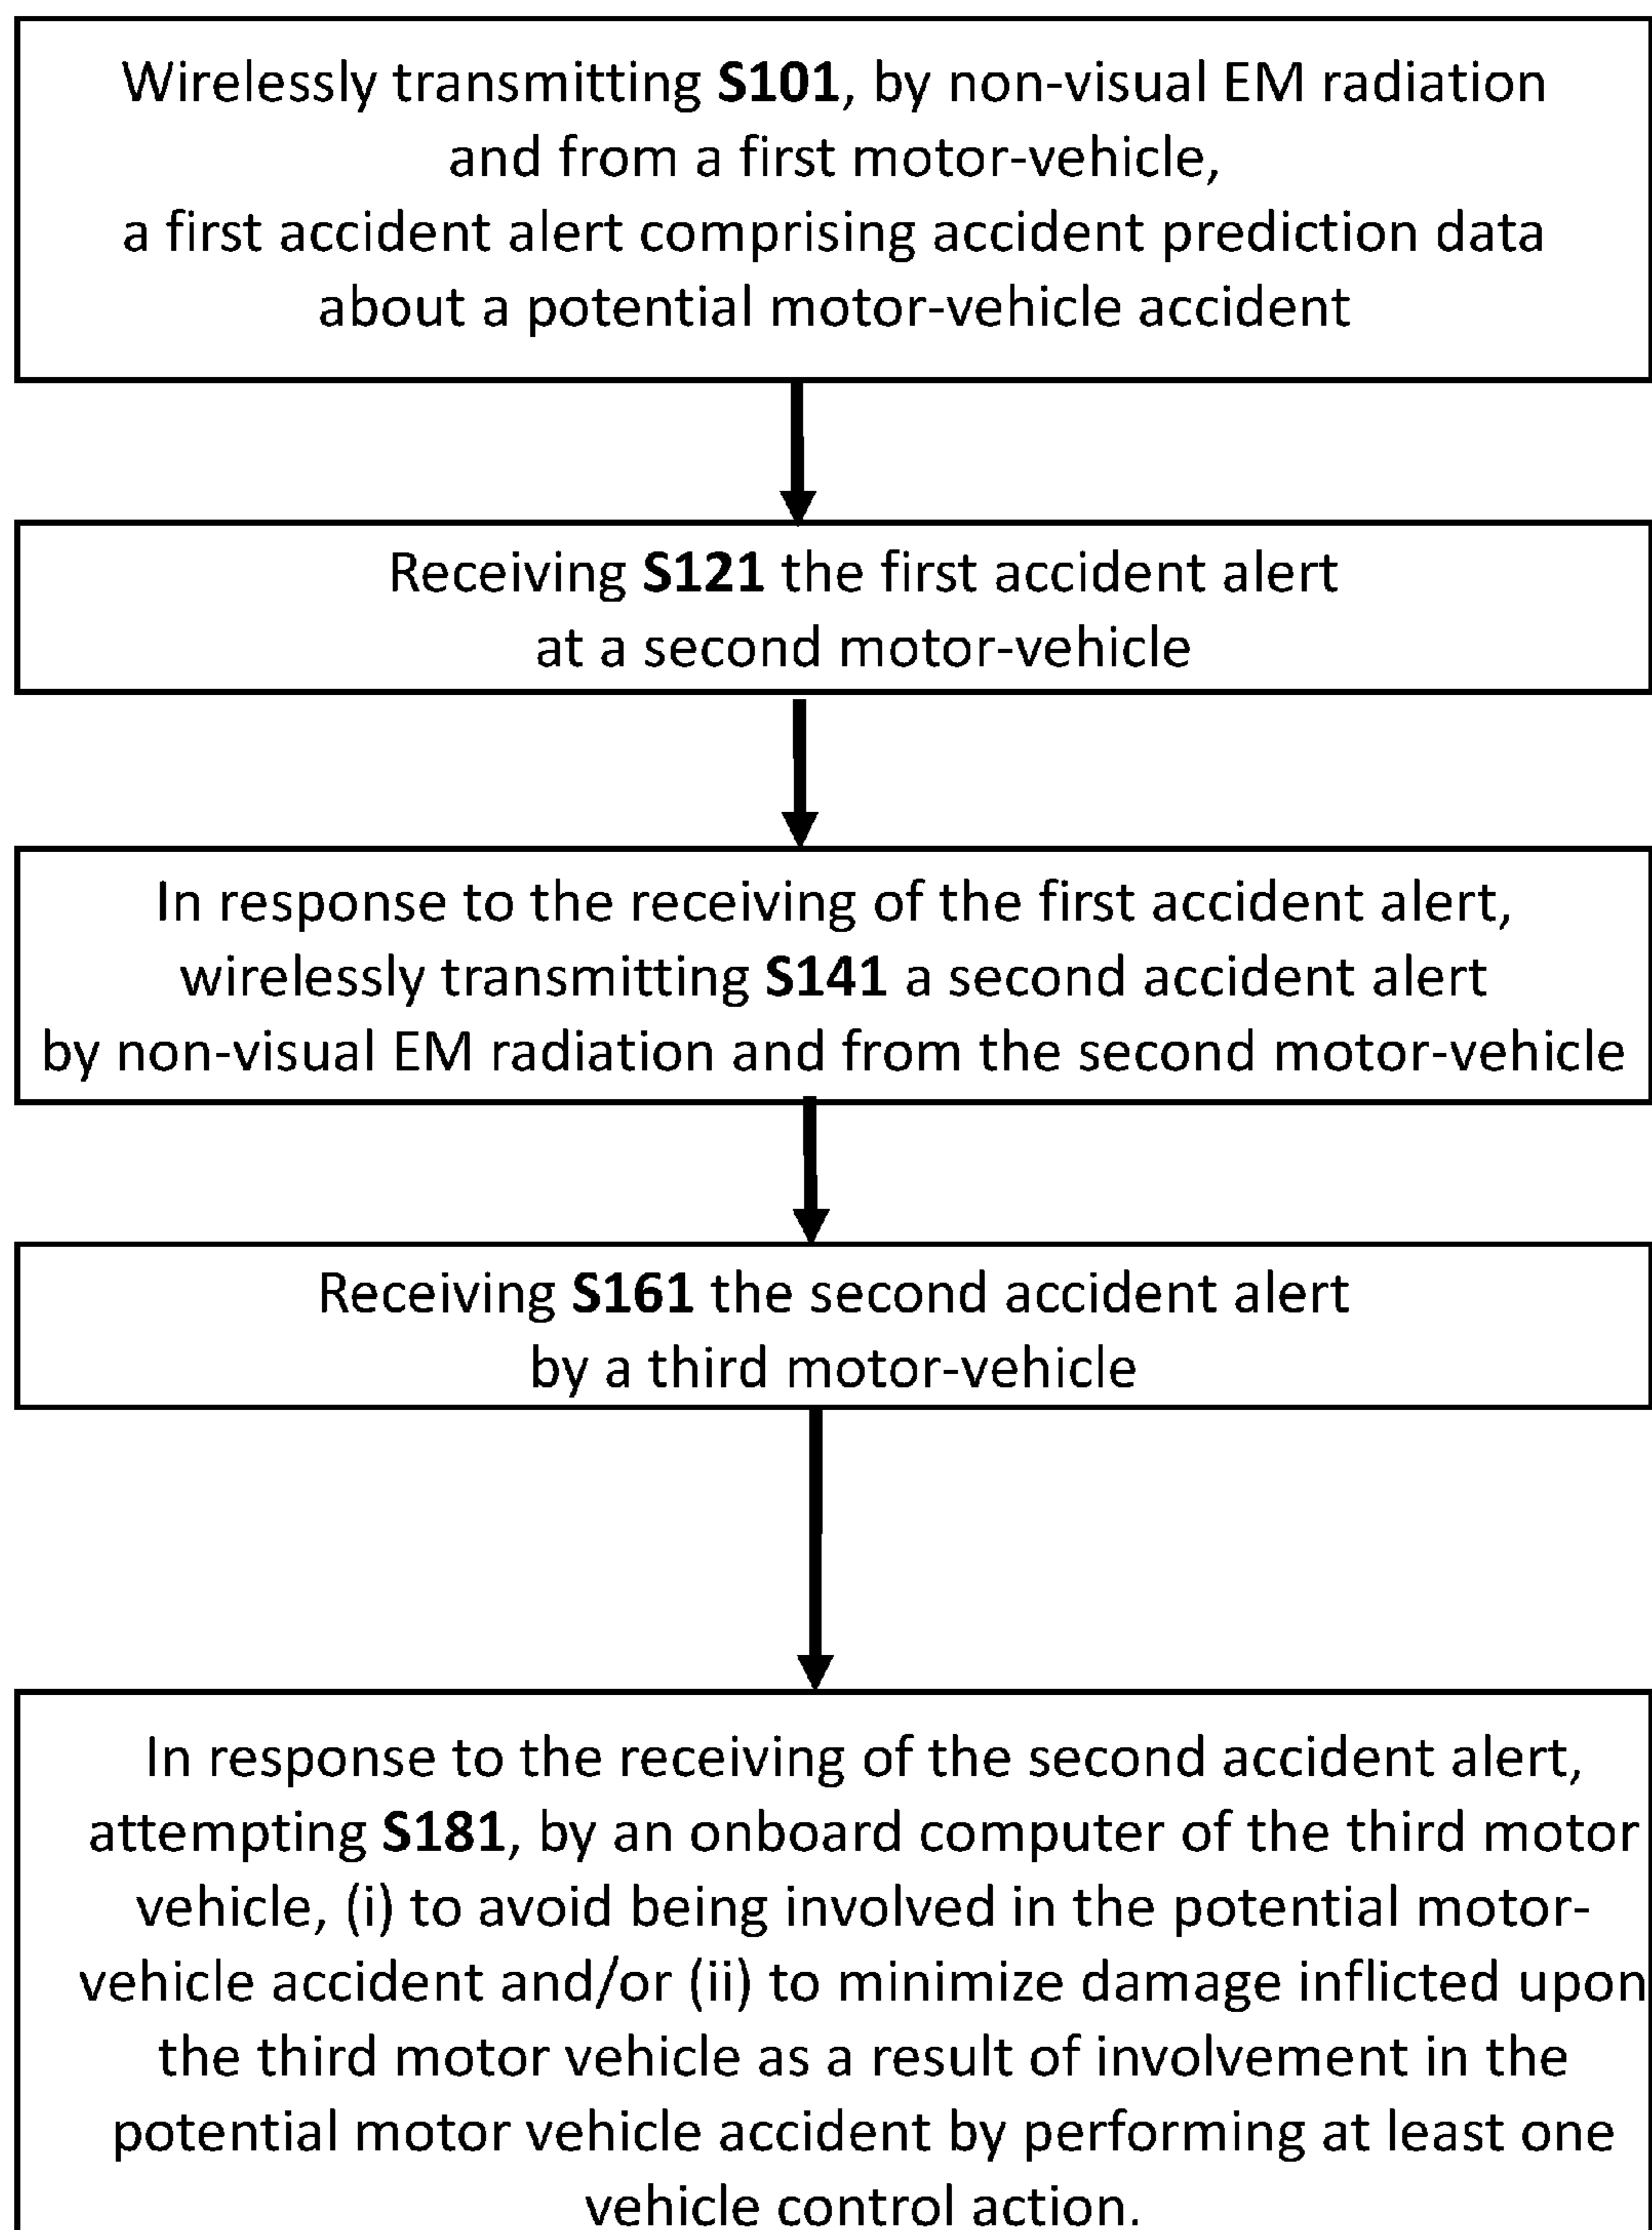 Wirelessly transmitting S101, by non-visual EM radiation
and from a first motor-vehicle,
a first accident alert comprising accident prediction data
about a potential motor-vehicle accident
Receiving S121 the first accident alert
at a second motor-vehicle
In response to the receiving of the first accident alert,
wirelessly transmitting S141 a second accident alert
by non-visual EM radiation and from the second motor-vehicle
Receiving S161 the second accident alert
by a third motor-vehicle
In response to the receiving of the second accident alert,
attempting S181, by an onboard computer of the third motor
vehicle, (i) to avoid being involved in the potential motor-
vehicle accident and/or (ii) to minimize damage inflicted upon
the third motor vehicle as a result of involvement in the
potential motor vehicle accident by performing at least one
vehicle control action.